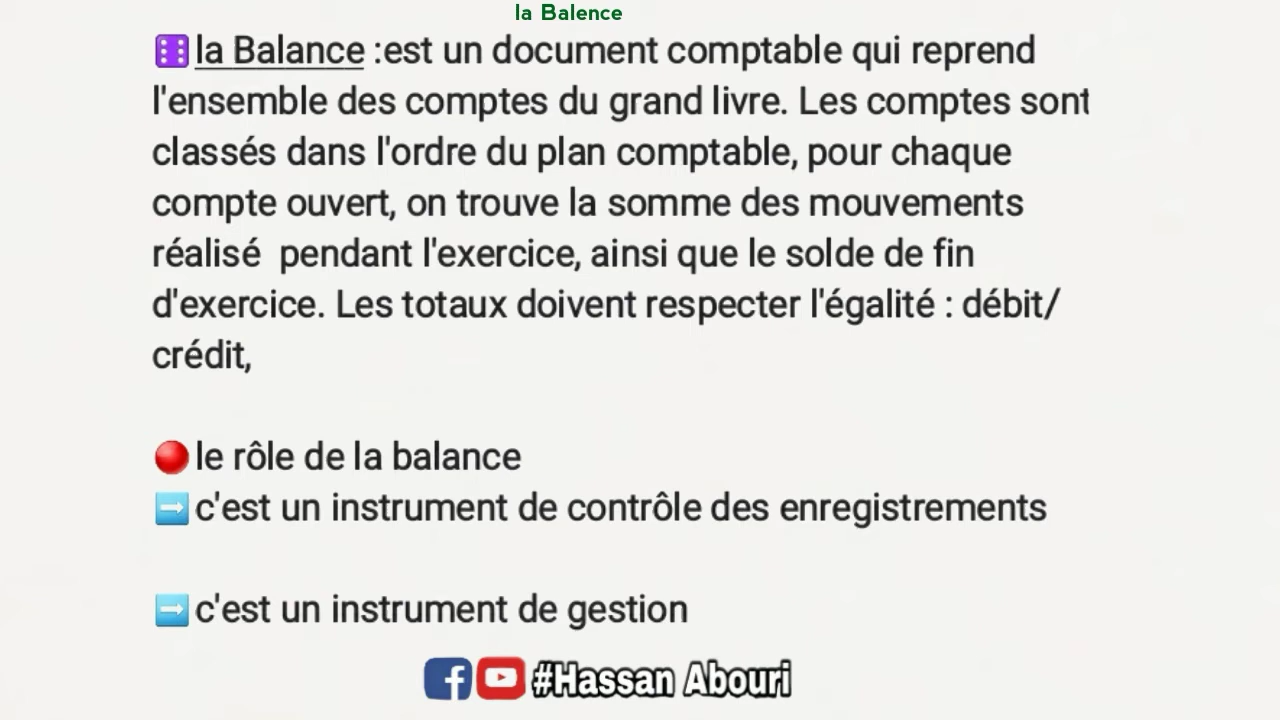 la Balence
la Balance :est un document comptable qui reprend
l'ensemble des comptes du grand livre. Les comptes sont
classés dans l'ordre du plan comptable, pour chaque
compte ouvert, on trouve la somme des mouvements
réalisé  pendant l'exercice, ainsi que le solde de fin
d'exercice. Les totaux doivent respecter l'égalité : débit/
crédit,
le rôle de la balance
c'est un instrument de contrôle des enregistrements
c'est un instrument de gestion
#Hassan Abouri